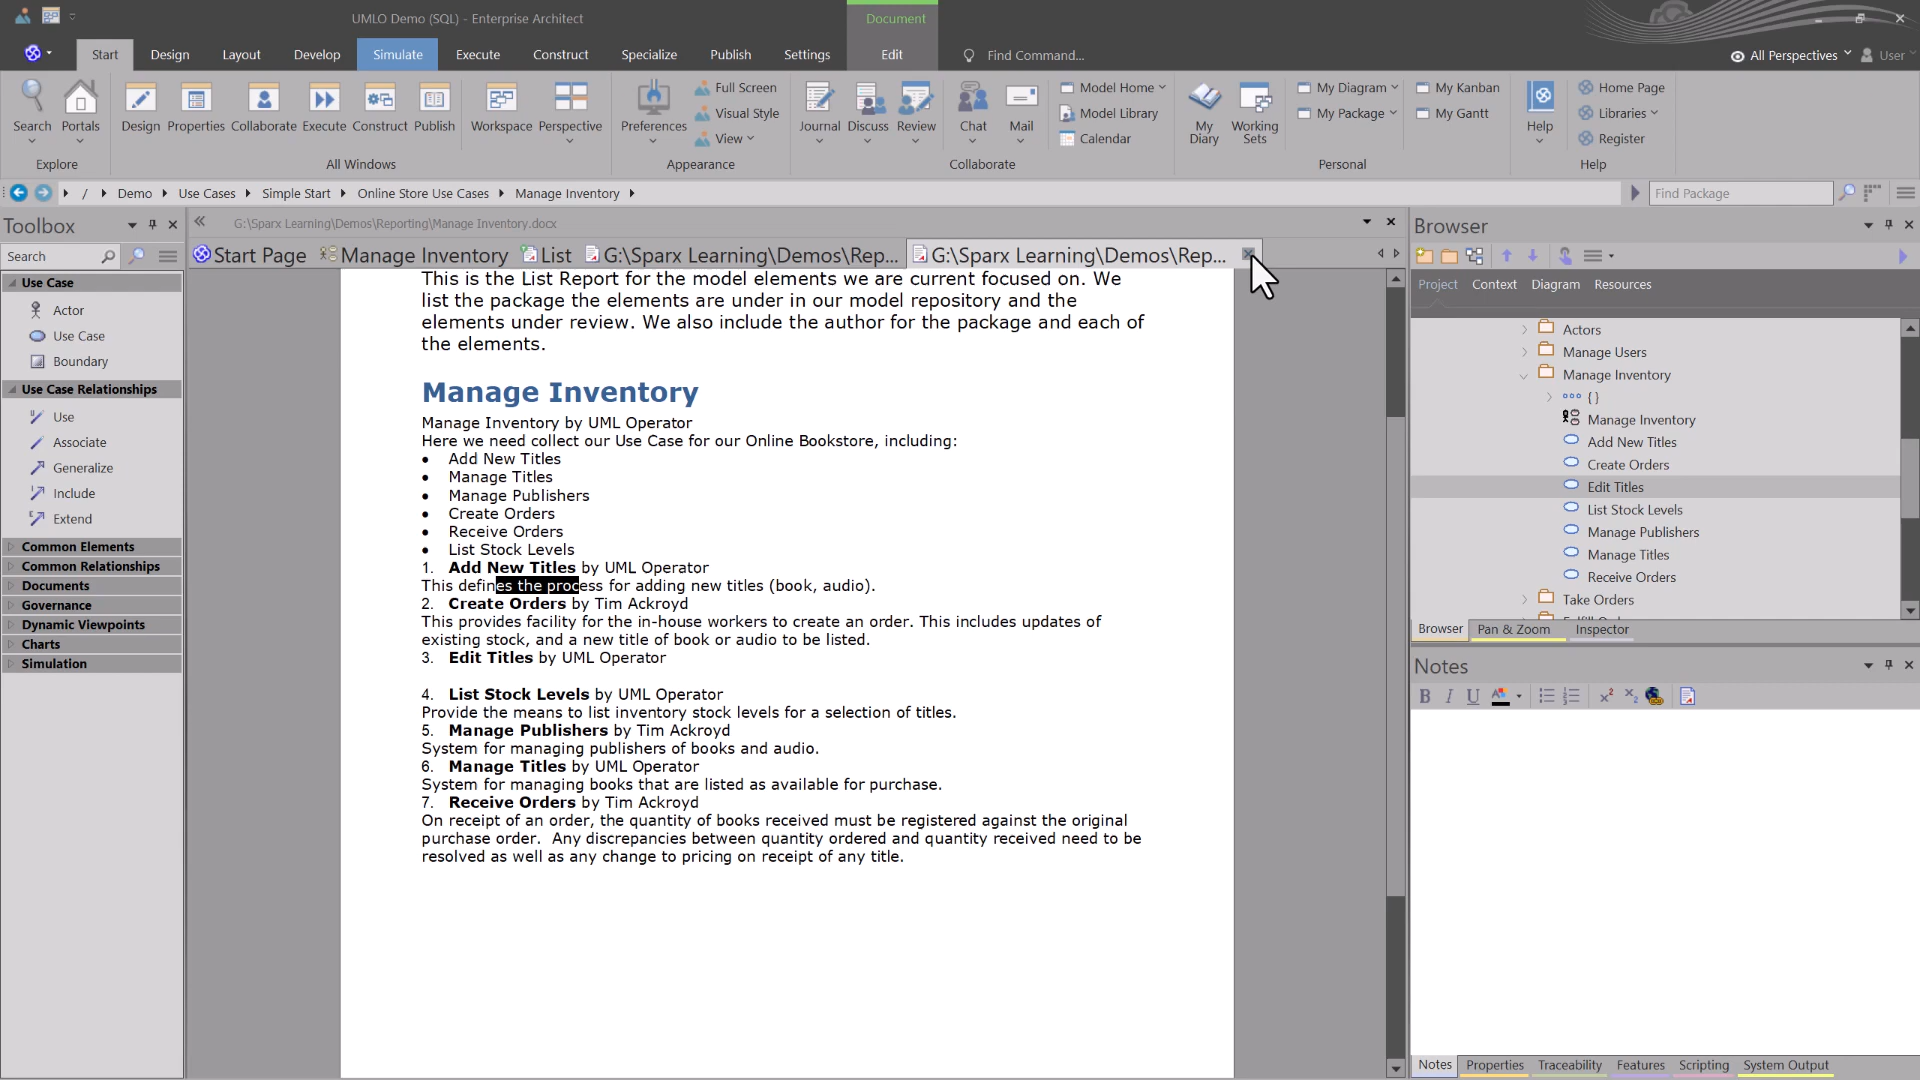 UMLO Demo (SQL) - Enterprise Architect
Document
Start Design Layout Develop Simulate Execute Construct Specialize Publish Settings Edit Find Command... All Perspectives User
Full Screen Model Home My Diagram My Kanban Home Page
Visual Style Model Library My Package My Gantt Libraries
Search Portals Design Properties Collaborate Execute Construct Publish Workspace Perspective Preferences View Journal Discuss Review Chat Mail Calendar My Diary Working Sets Help Register
Explore All Windows Appearance Collaborate Personal Help
/ Demo Use Cases Simple Start Online Store Use Cases Manage Inventory Find Package
Toolbox
G:\Sparx Learning\Demos\Reporting\Manage Inventory.docx
Browser
Search
Start Page Manage Inventory List G:\Sparx Learning\Demos\Rep... G:\Sparx Learning\Demos\Rep...
Use Case
Actor
Use Case
Boundary
Use Case Relationships
Use
Associate
Generalize
Include
Extend
Common Elements
Common Relationships
Documents
Governance
Dynamic Viewpoints
Charts
Simulation
This is the List Report for the model elements we are current focused on. We
list the package the elements are under in our model repository and the
elements under review. We also include the author for the package and each of
the elements.
Manage Inventory
Manage Inventory by UML Operator
Here we need collect our Use Case for our Online Bookstore, including:
• Add New Titles
• Manage Titles
• Manage Publishers
• Create Orders
• Receive Orders
• List Stock Levels
1. Add New Titles by UML Operator
This defines the process for adding new titles (book, audio).
2. Create Orders by Tim Ackroyd
This provides facility for the in-house workers to create an order. This includes updates of
existing stock, and a new title of book or audio to be listed.
3. Edit Titles by UML Operator
4. List Stock Levels by UML Operator
Provide the means to list inventory stock levels for a selection of titles.
5. Manage Publishers by Tim Ackroyd
System for managing publishers of books and audio.
6. Manage Titles by UML Operator
System for managing books that are listed as available for purchase.
7. Receive Orders by Tim Ackroyd
On receipt of an order, the quantity of books received must be registered against the original
purchase order.  Any discrepancies between quantity ordered and quantity received need to be
resolved as well as any change to pricing on receipt of any title.
Project Context Diagram Resources
Actors
Manage Users
Manage Inventory
{ }
Manage Inventory
Add New Titles
Create Orders
Edit Titles
List Stock Levels
Manage Publishers
Manage Titles
Receive Orders
Take Orders
Browser Pan & Zoom Inspector
Notes
B I U A x² x₂
Notes Properties Traceability Features Scripting System Output